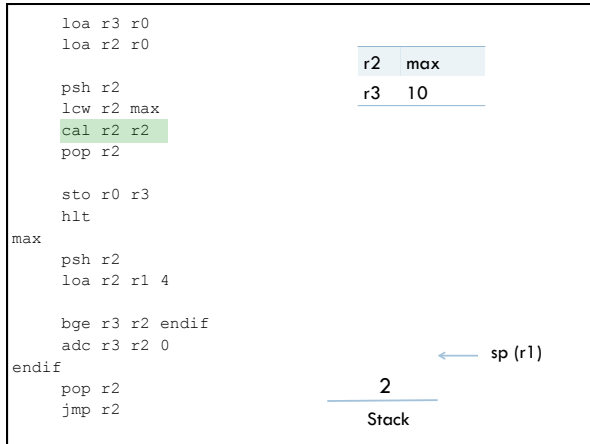 loa r3 r0
loa r2 r0
psh r2
lcw r2 max
cal r2 r2
pop r2
sto r0 r3
hlt
max
psh r2
loa r2 r1 4
bge r3 r2 endif
adc r3 r2 0
endif
pop r2
jmp r2
r2 max
r3 10
sp (r1)
2
Stack